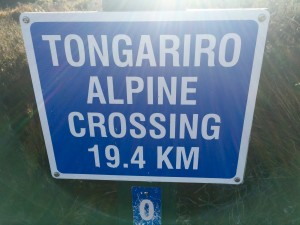 TONGARIRO
ALPINE
CROSSING
19.4 KM
0